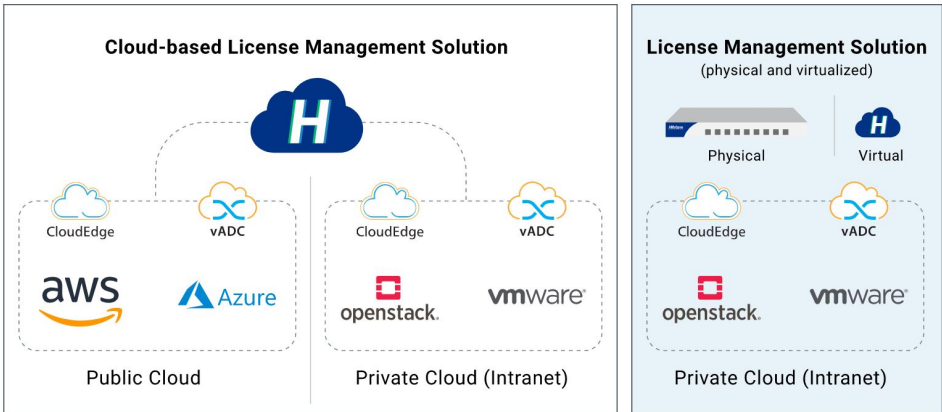 Cloud-based License Management Solution
H
CloudEdge
vADC
aws
Azure
Public Cloud
CloudEdge
vADC
openstack.
vmware®
Private Cloud (Intranet)
License Management Solution
(physical and virtualized)
Hillstone
Physical
H
Virtual
CloudEdge
vADC
openstack.
vmware®
Private Cloud (Intranet)